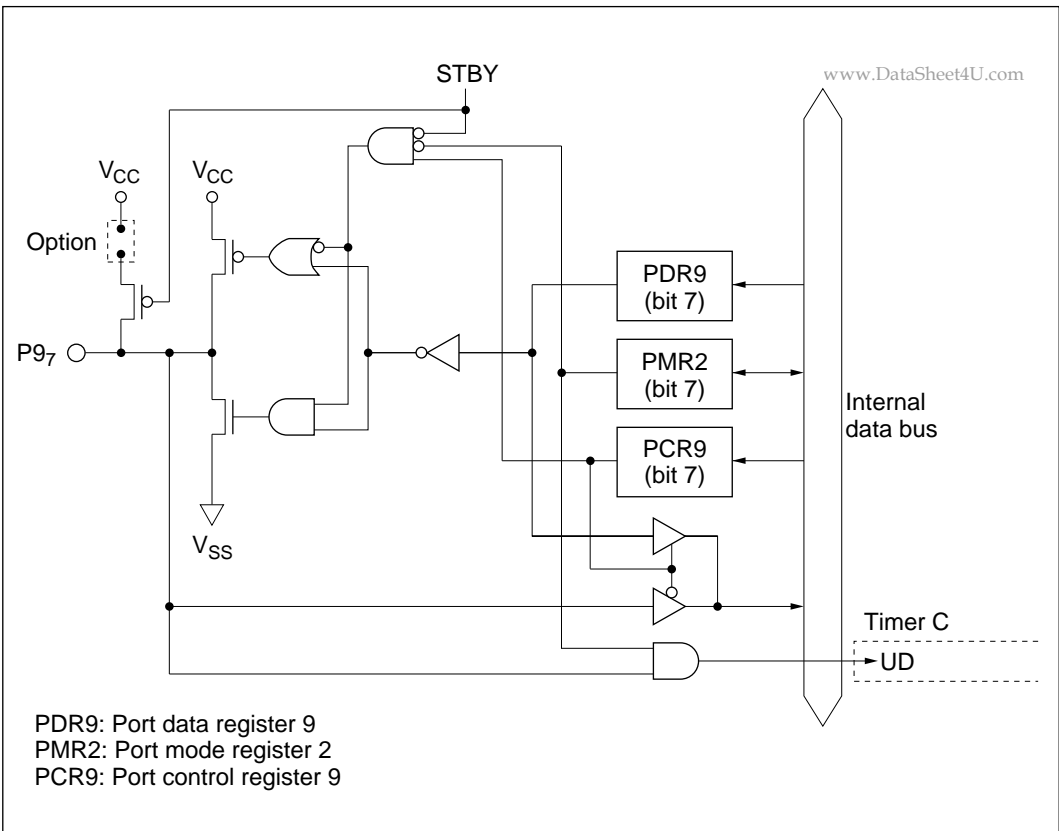 STBY
www.DataSheet4U.com
VCC
VCC
Option
PDR9
(bit 7)
P97
PMR2
(bit 7)
Internal
data bus
PCR9
(bit 7)
VSS
Timer C
UD
PDR9: Port data register 9
PMR2: Port mode register 2
PCR9: Port control register 9